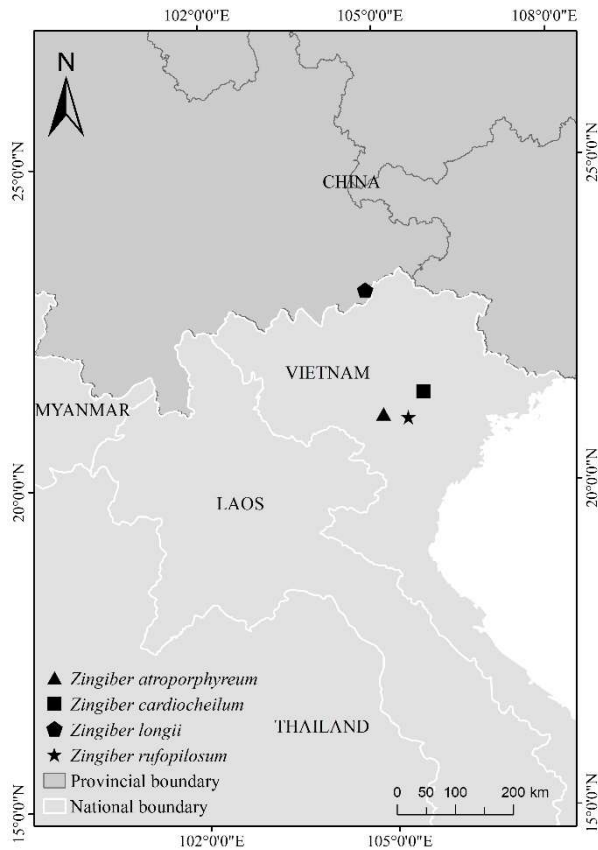 102°0'0"E 105°0'0"E 108°0'0"E
N
25°0'0"N
25°0'0"N
CHINA
VIETNAM
MYANMAR
20°0'0"N
20°0'0"N
LAOS
Zingiber atroporphyreum
Zingiber cardiocheilum
Zingiber longii
THAILAND
Zingiber rufopilosum
Provincial boundary
National boundary
0 50 100 200 km
15°0'0"N
15°0'0"N
102°0'0"E 105°0'0"E